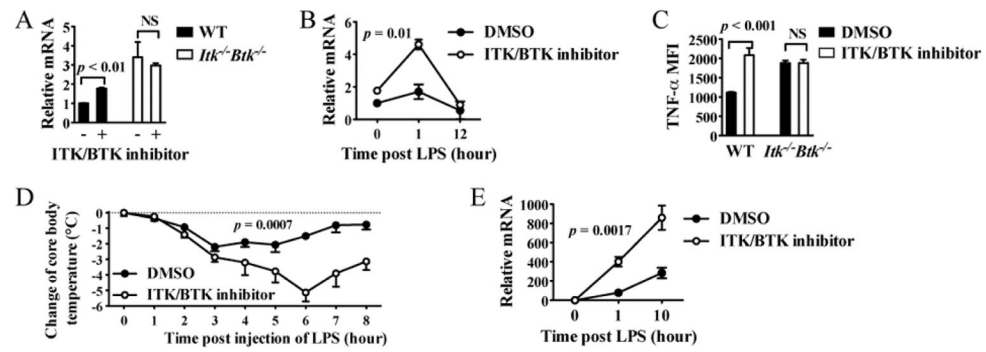 A
Relative mRNA
5
4
3
2
1
0
NS
p < 0.01
- + - +
ITK/BTK inhibitor
WT
Itk-/-Btk-/-
B
Relative mRNA
6
4
2
0
p = 0.01
0 1 12
Time post LPS (hour)
DMSO
ITK/BTK inhibitor
C
p < 0.001
TNF-α MFI
2500
2000
1500
1000
500
0
NS
WT Itk-/-Btk-/-
DMSO
ITK/BTK inhibitor
D
Change of core body
temperature (°C)
0
-1
-2
-3
-4
-5
-6
p = 0.0007
DMSO
ITK/BTK inhibitor
0 1 2 3 4 5 6 7 8
Time post injection of LPS (hour)
E
Relative mRNA
1000
800
600
400
200
0
p = 0.0017
0 1 10
Time post LPS (hour)
DMSO
ITK/BTK inhibitor